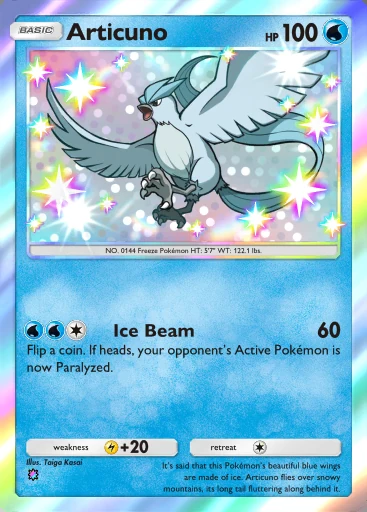 BASIC Articuno HP 100
NO. 0144 Freeze Pokémon HT: 5'7" WT: 122.1 lbs.
Ice Beam 60
Flip a coin. If heads, your opponent's Active Pokémon is
now Paralyzed.
weakness +20 retreat
Illus. Taiga Kasai
It's said that this Pokémon's beautiful blue wings
are made of ice. Articuno flies over snowy
mountains, its long tail fluttering along behind it.